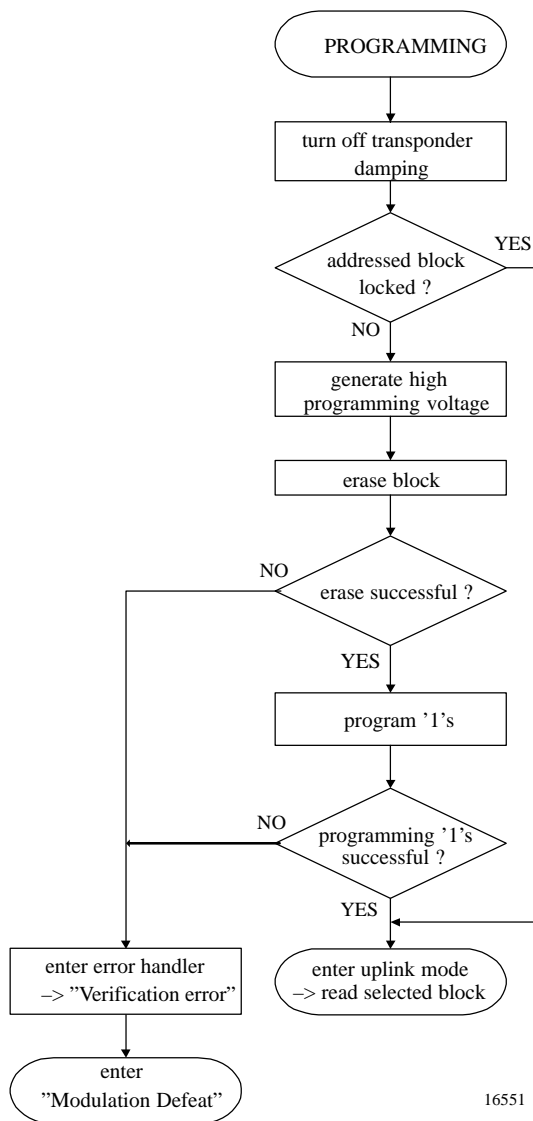 PROGRAMMING
turn off transponder
damping
YES
addressed block
locked ?
NO
generate high
programming voltage
erase block
NO
erase successful ?
YES
program ’1’s
NO
programming ’1’s
successful ?
YES
enter error handler
–> ”Verification error”
enter uplink mode
–> read selected block
enter
”Modulation Defeat”
16551